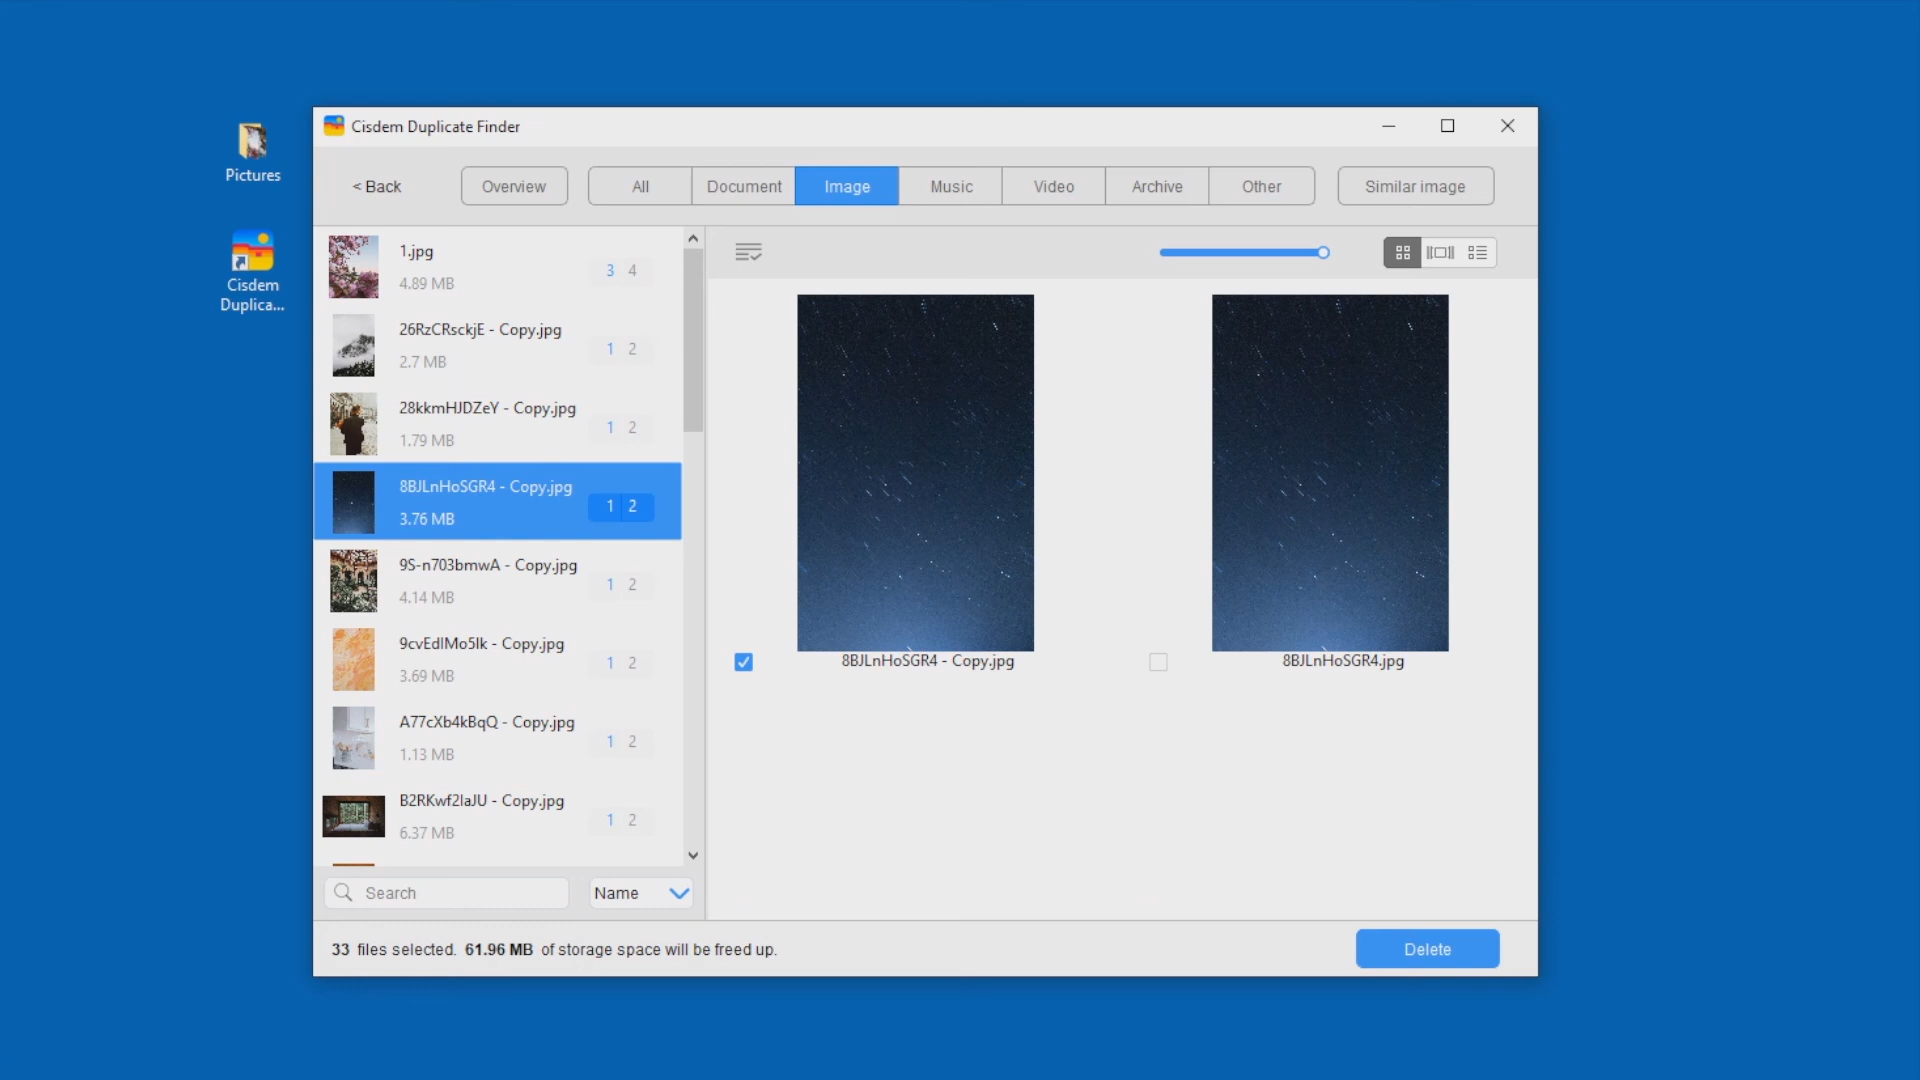 Pictures
Cisdem
Duplica...
Cisdem Duplicate Finder
< Back
Overview
All
Document
Image
Music
Video
Archive
Other
Similar image
1.jpg
4.89 MB
3 4
26RzCRsckjE - Copy.jpg
2.7 MB
1 2
28kkmHJDZeY - Copy.jpg
1.79 MB
1 2
8BJLnHoSGR4 - Copy.jpg
3.76 MB
1 2
9S-n703bmwA - Copy.jpg
4.14 MB
1 2
9cvEdIMo5lk - Copy.jpg
3.69 MB
1 2
A77cXb4kBqQ - Copy.jpg
1.13 MB
1 2
B2RKwf2laJU - Copy.jpg
6.37 MB
1 2
Search
Name
8BJLnHoSGR4 - Copy.jpg
8BJLnHoSGR4.jpg
33 files selected. 61.96 MB of storage space will be freed up.
Delete